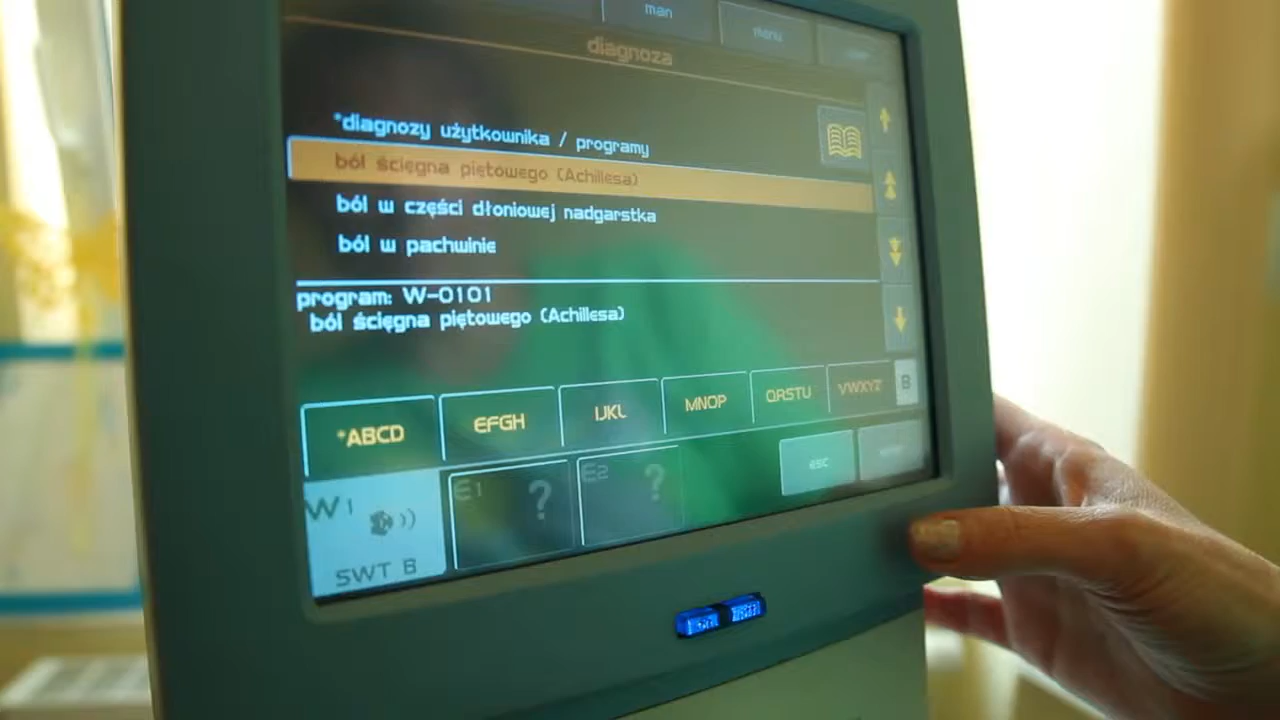 man
menu
diagnoza
*diagnozy użytkownika / programy
ból ścięgna piętowego (Achillesa)
ból w części dłoniowej nadgarstka
ból w pachwinie
program: W-0101
ból ścięgna piętowego (Achillesa)
*ABCD
EFGH
IJKL
MNOP
QRSTU
VWXYZ
B
esc
W1
E1 ?
E2 ?
SWT B